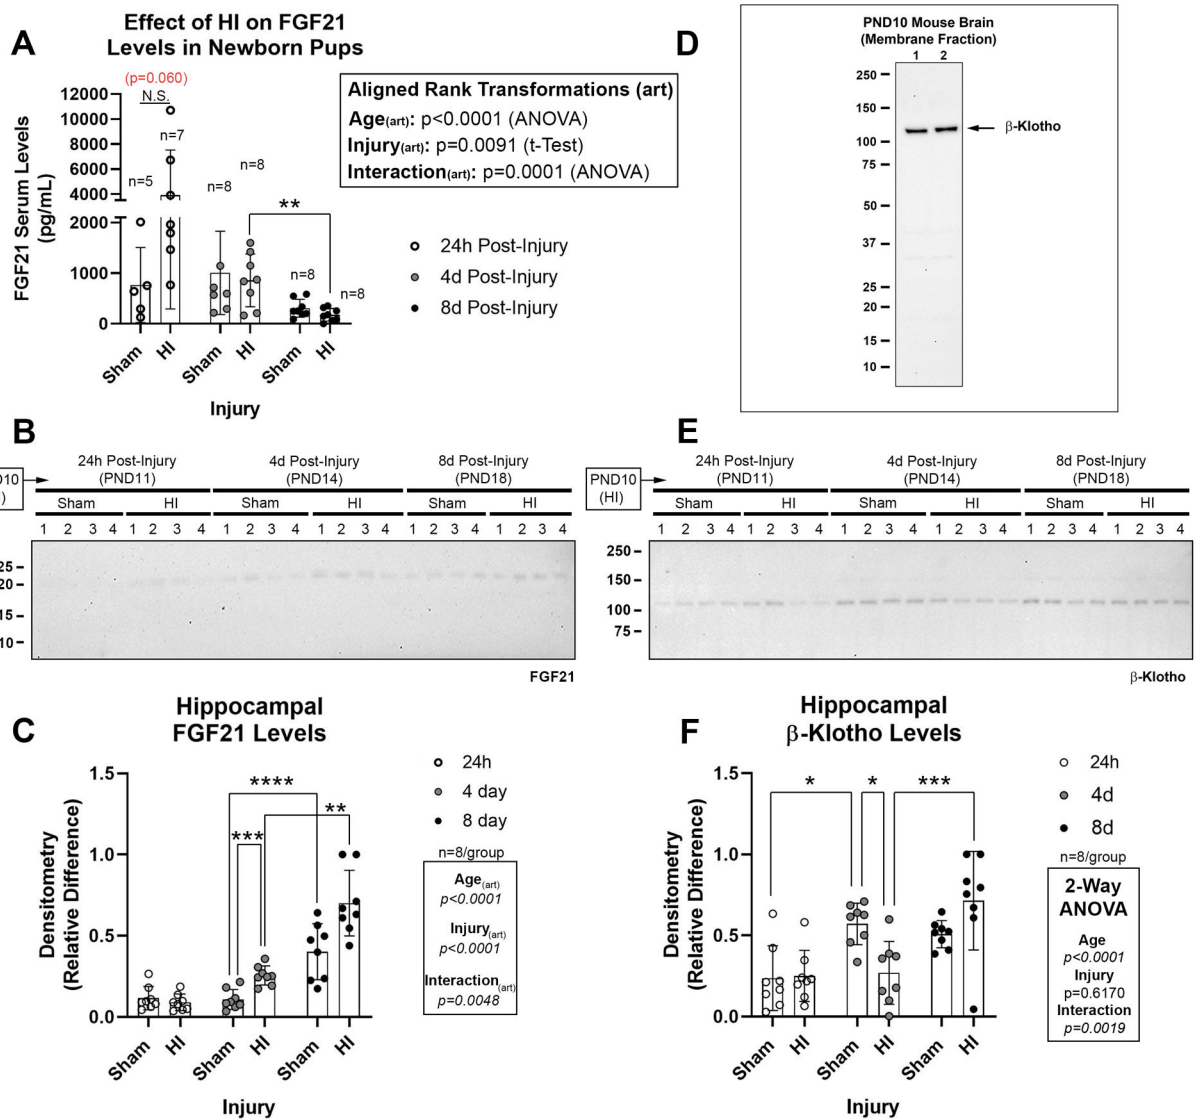 A
Effect of HI on FGF21
Levels in Newborn Pups
(p=0.060)
N.S.
n=7
n=5
n=8
n=8
**
n=8
n=8
FGF21 Serum Levels
(pg/mL)
12000
10000
8000
6000
4000
2000
1000
0
Sham
HI
Sham
HI
Sham
HI
Injury
Aligned Rank Transformations (art)
Age(art): p<0.0001 (ANOVA)
Injury(art): p=0.0091 (t-Test)
Interaction(art): p=0.0001 (ANOVA)
24h Post-Injury
4d Post-Injury
8d Post-Injury
D
PND10 Mouse Brain
(Membrane Fraction)
1 2
250
150
100
75
50
37
25
20
15
10
β-Klotho
B
24h Post-Injury
(PND11)
4d Post-Injury
(PND14)
8d Post-Injury
(PND18)
D10
I)
Sham HI Sham HI Sham HI
1 2 3 4 1 2 3 4 1 2 3 4 1 2 3 4 1 2 3 4 1 2 3 4
25
20
15
10
FGF21
E
24h Post-Injury
(PND11)
4d Post-Injury
(PND14)
8d Post-Injury
(PND18)
PND10
(HI)
Sham HI Sham HI Sham HI
1 2 3 4 1 2 3 4 1 2 3 4 1 2 3 4 1 2 3 4 1 2 3 4
250
150
100
75
β-Klotho
C
Hippocampal
FGF21 Levels
Densitometry
(Relative Difference)
1.5
1.0
0.5
0.0
****
**
***
Sham
HI
Sham
HI
Sham
HI
Injury
24h
4 day
8 day
n=8/group
Age(art)
p<0.0001
Injury(art)
p<0.0001
Interaction(art)
p=0.0048
F
Hippocampal
β-Klotho Levels
Densitometry
(Relative Difference)
1.5
1.0
0.5
0.0
*
*
***
Sham
HI
Sham
HI
Sham
HI
Injury
24h
4d
8d
n=8/group
2-Way
ANOVA
Age
p<0.0001
Injury
p=0.6170
Interaction
p=0.0019